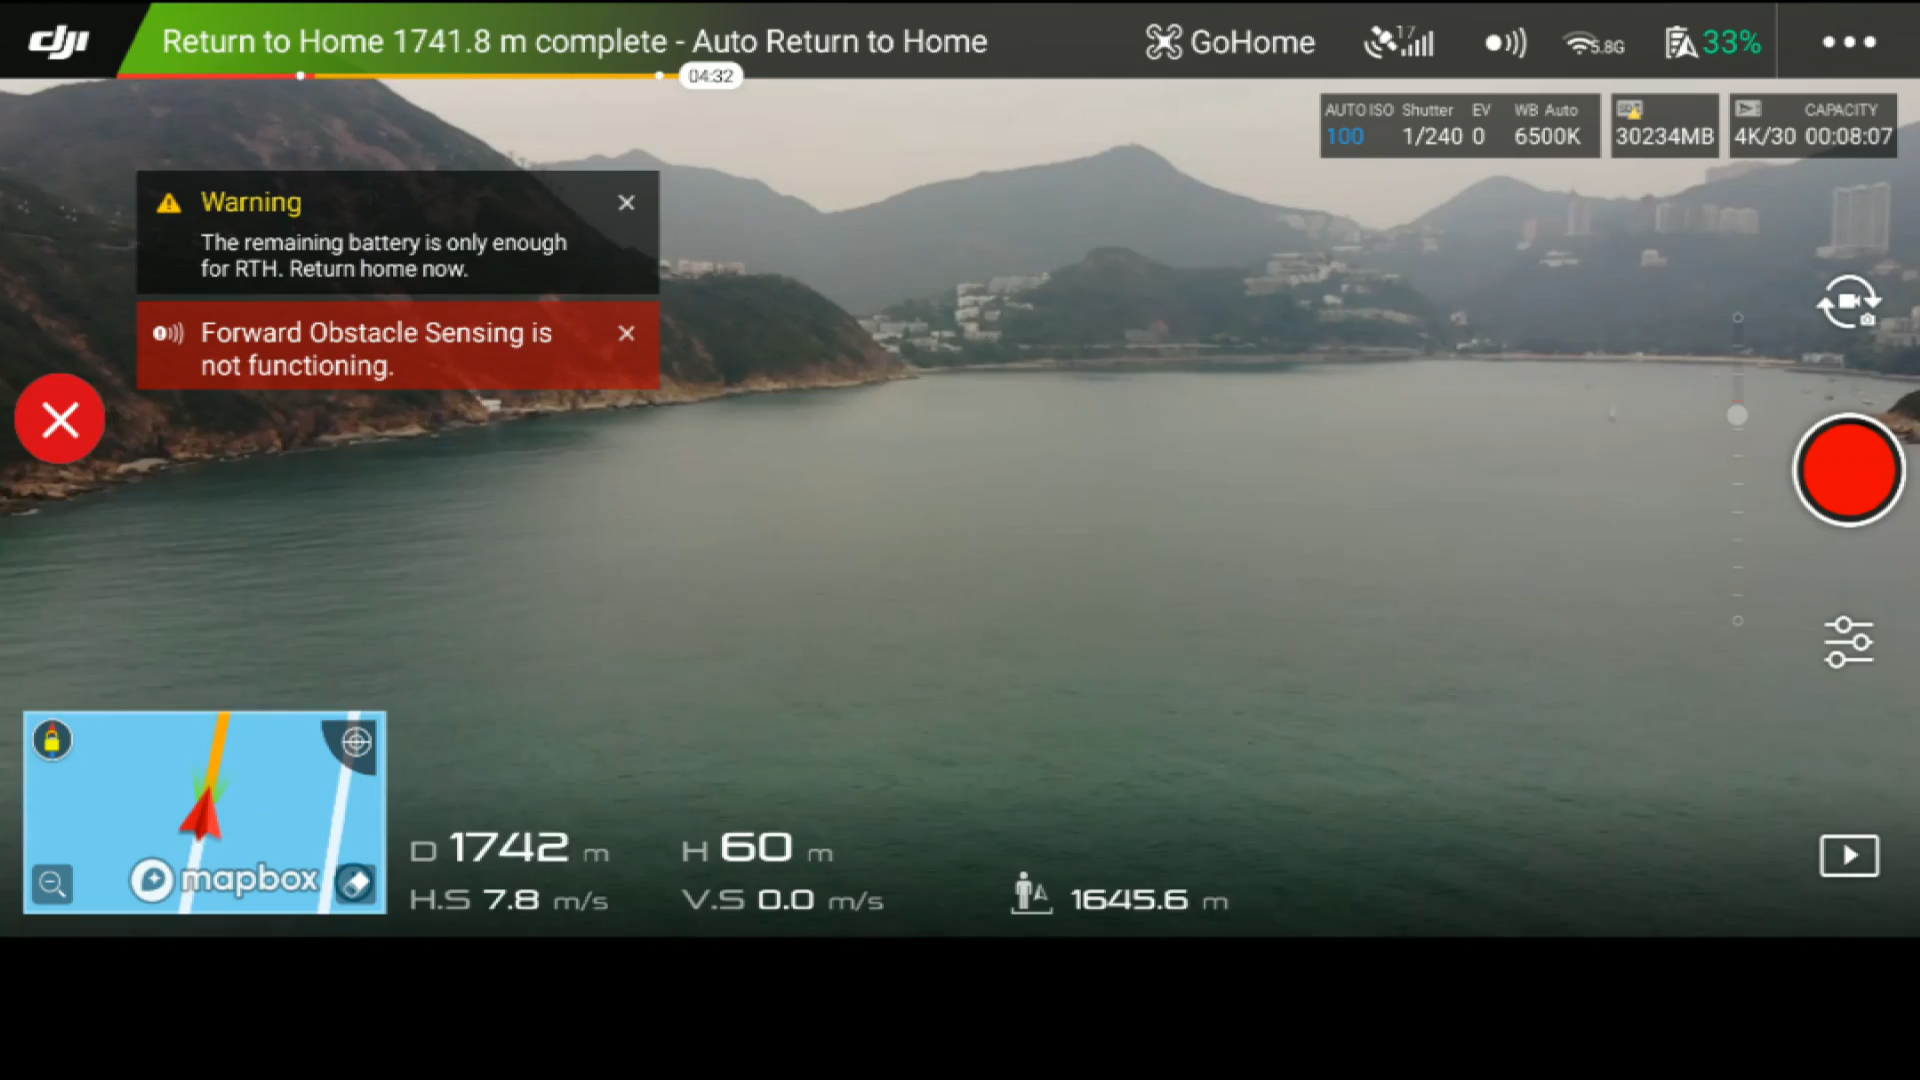 dji
Return to Home 1741.8 m complete - Auto Return to Home
GoHome
17
5.8G
33%
04:32
AUTO ISO Shutter EV WB Auto
100 1/240 0 6500K
30234MB
CAPACITY
4K/30 00:08:07
Warning
The remaining battery is only enough
for RTH. Return home now.
Forward Obstacle Sensing is
not functioning.
mapbox
D 1742 m H 60 m
H.S 7.8 m/s V.S 0.0 m/s 1645.6 m